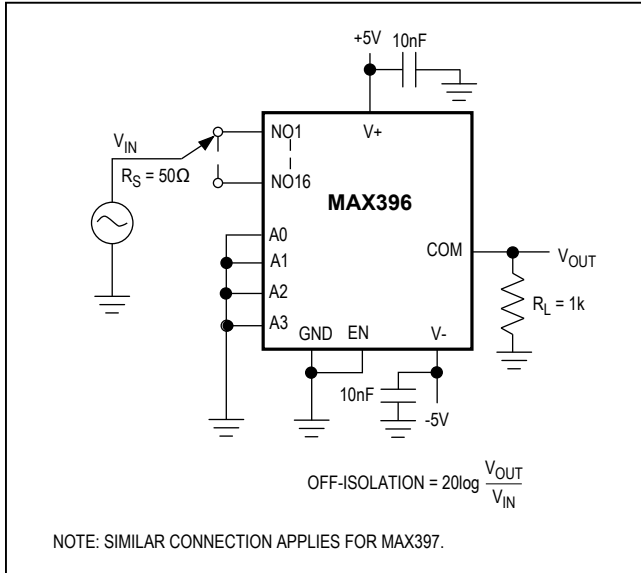 +5V 10nF
V+
NO1
V_IN
R_S = 50Ω
NO16
MAX396
A0
COM
V_OUT
A1
A2
R_L = 1k
A3
GND EN V-
10nF
-5V
OFF-ISOLATION = 20log V_OUT
V_IN
NOTE: SIMILAR CONNECTION APPLIES FOR MAX397.